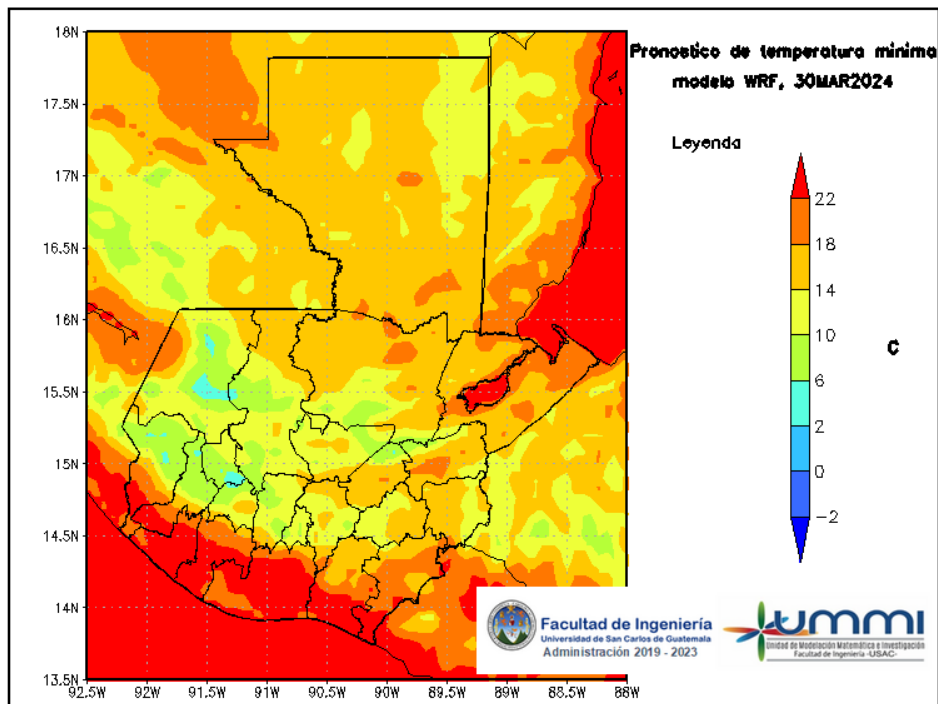 Pronostico de temperatura minima
modelo WRF, 30MAR2024
Leyenda
22
18
14
10
6
2
0
-2
C
18N
17.5N
17N
16.5N
16N
15.5N
15N
14.5N
14N
13.5N
92.5W 92W 91.5W 91W 90.5W 90W 89.5W 89W 88.5W 88W
Facultad de Ingeniería
Universidad de San Carlos de Guatemala
Administración 2019 - 2023
ummi
Unidad de Modelación Matemática e Investigación
Facultad de Ingeniería -USAC-